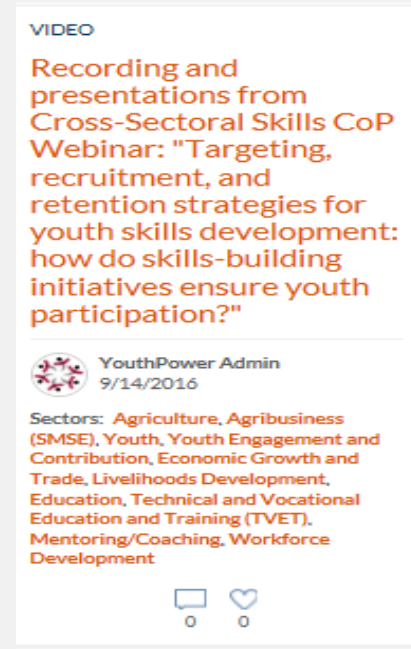 VIDEO
Recording and
presentations from
Cross-Sectoral Skills CoP
Webinar: "Targeting,
recruitment, and
retention strategies for
youth skills development:
how do skills-building
initiatives ensure youth
participation?"
YouthPower Admin
9/14/2016
Sectors: Agriculture, Agribusiness
(SMSE), Youth, Youth Engagement and
Contribution, Economic Growth and
Trade, Livelihoods Development,
Education, Technical and Vocational
Education and Training (TVET),
Mentoring/Coaching, Workforce
Development
0 0